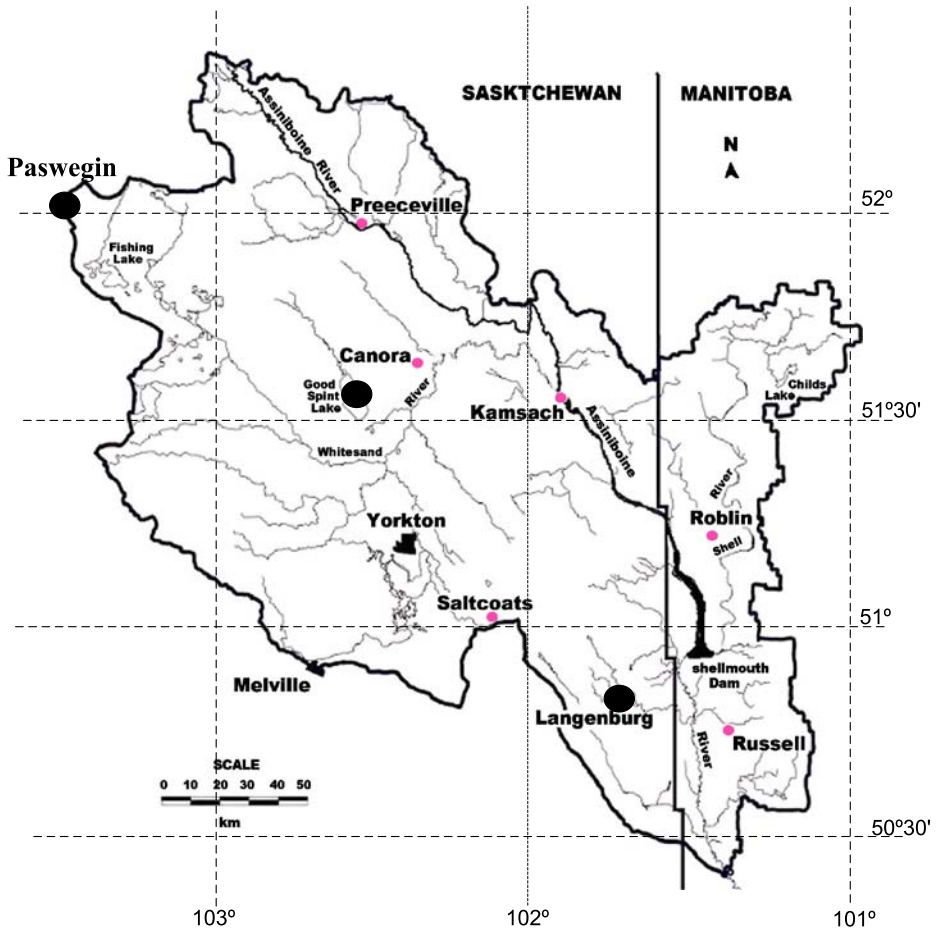 SASKTCHEWAN
MANITOBA
N
Assiniboine River
Paswegin
52º
Preeceville
Fishing
Lake
Canora
Good
Spint
Lake
River
Kamsach
Assiniboine
Childs
Lake
51º30'
Whitesand
River
Yorkton
Roblin
Shell
Saltcoats
51º
shellmouth
Dam
Melville
Langenburg
River
Russell
SCALE
0 10 20 30 40 50
km
50º30'
103º
102º
101º